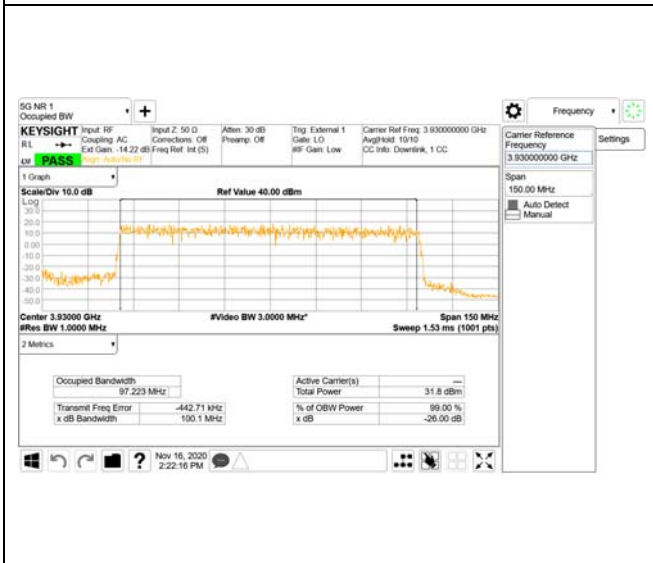 5G NR 1
Occupied BW
Frequency
KEYSIGHT Input: RF Input Z: 50 Ω Atten: 30 dB Trig: External 1 Carrier Ref Freq: 3.930000000 GHz
RL Coupling: AC Corrections: Off Preamp: Off Gate: LO Avg|Hold: 10/10
Ext Gain: -14.22 dB Freq Ref: Int (S) #IF Gain: Low CC Info: Downlink, 1 CC
PASS Align: Auto/No RF
Carrier Reference
Frequency
3.930000000 GHz
Settings
Span
150.00 MHz
Auto Detect
Manual
1 Graph
Scale/Div 10.0 dB Ref Value 40.00 dBm
Log
30.0
20.0
10.0
0.00
-10.0
-20.0
-30.0
-40.0
-50.0
Center 3.93000 GHz #Video BW 3.0000 MHz* Span 150 MHz
#Res BW 1.0000 MHz Sweep 1.53 ms (1001 pts)
2 Metrics
Occupied Bandwidth Active Carrier(s) ---
97.223 MHz Total Power 31.8 dBm
Transmit Freq Error -442.71 kHz % of OBW Power 99.00 %
x dB Bandwidth 100.1 MHz x dB -26.00 dB
? Nov 16, 2020
2:22:16 PM